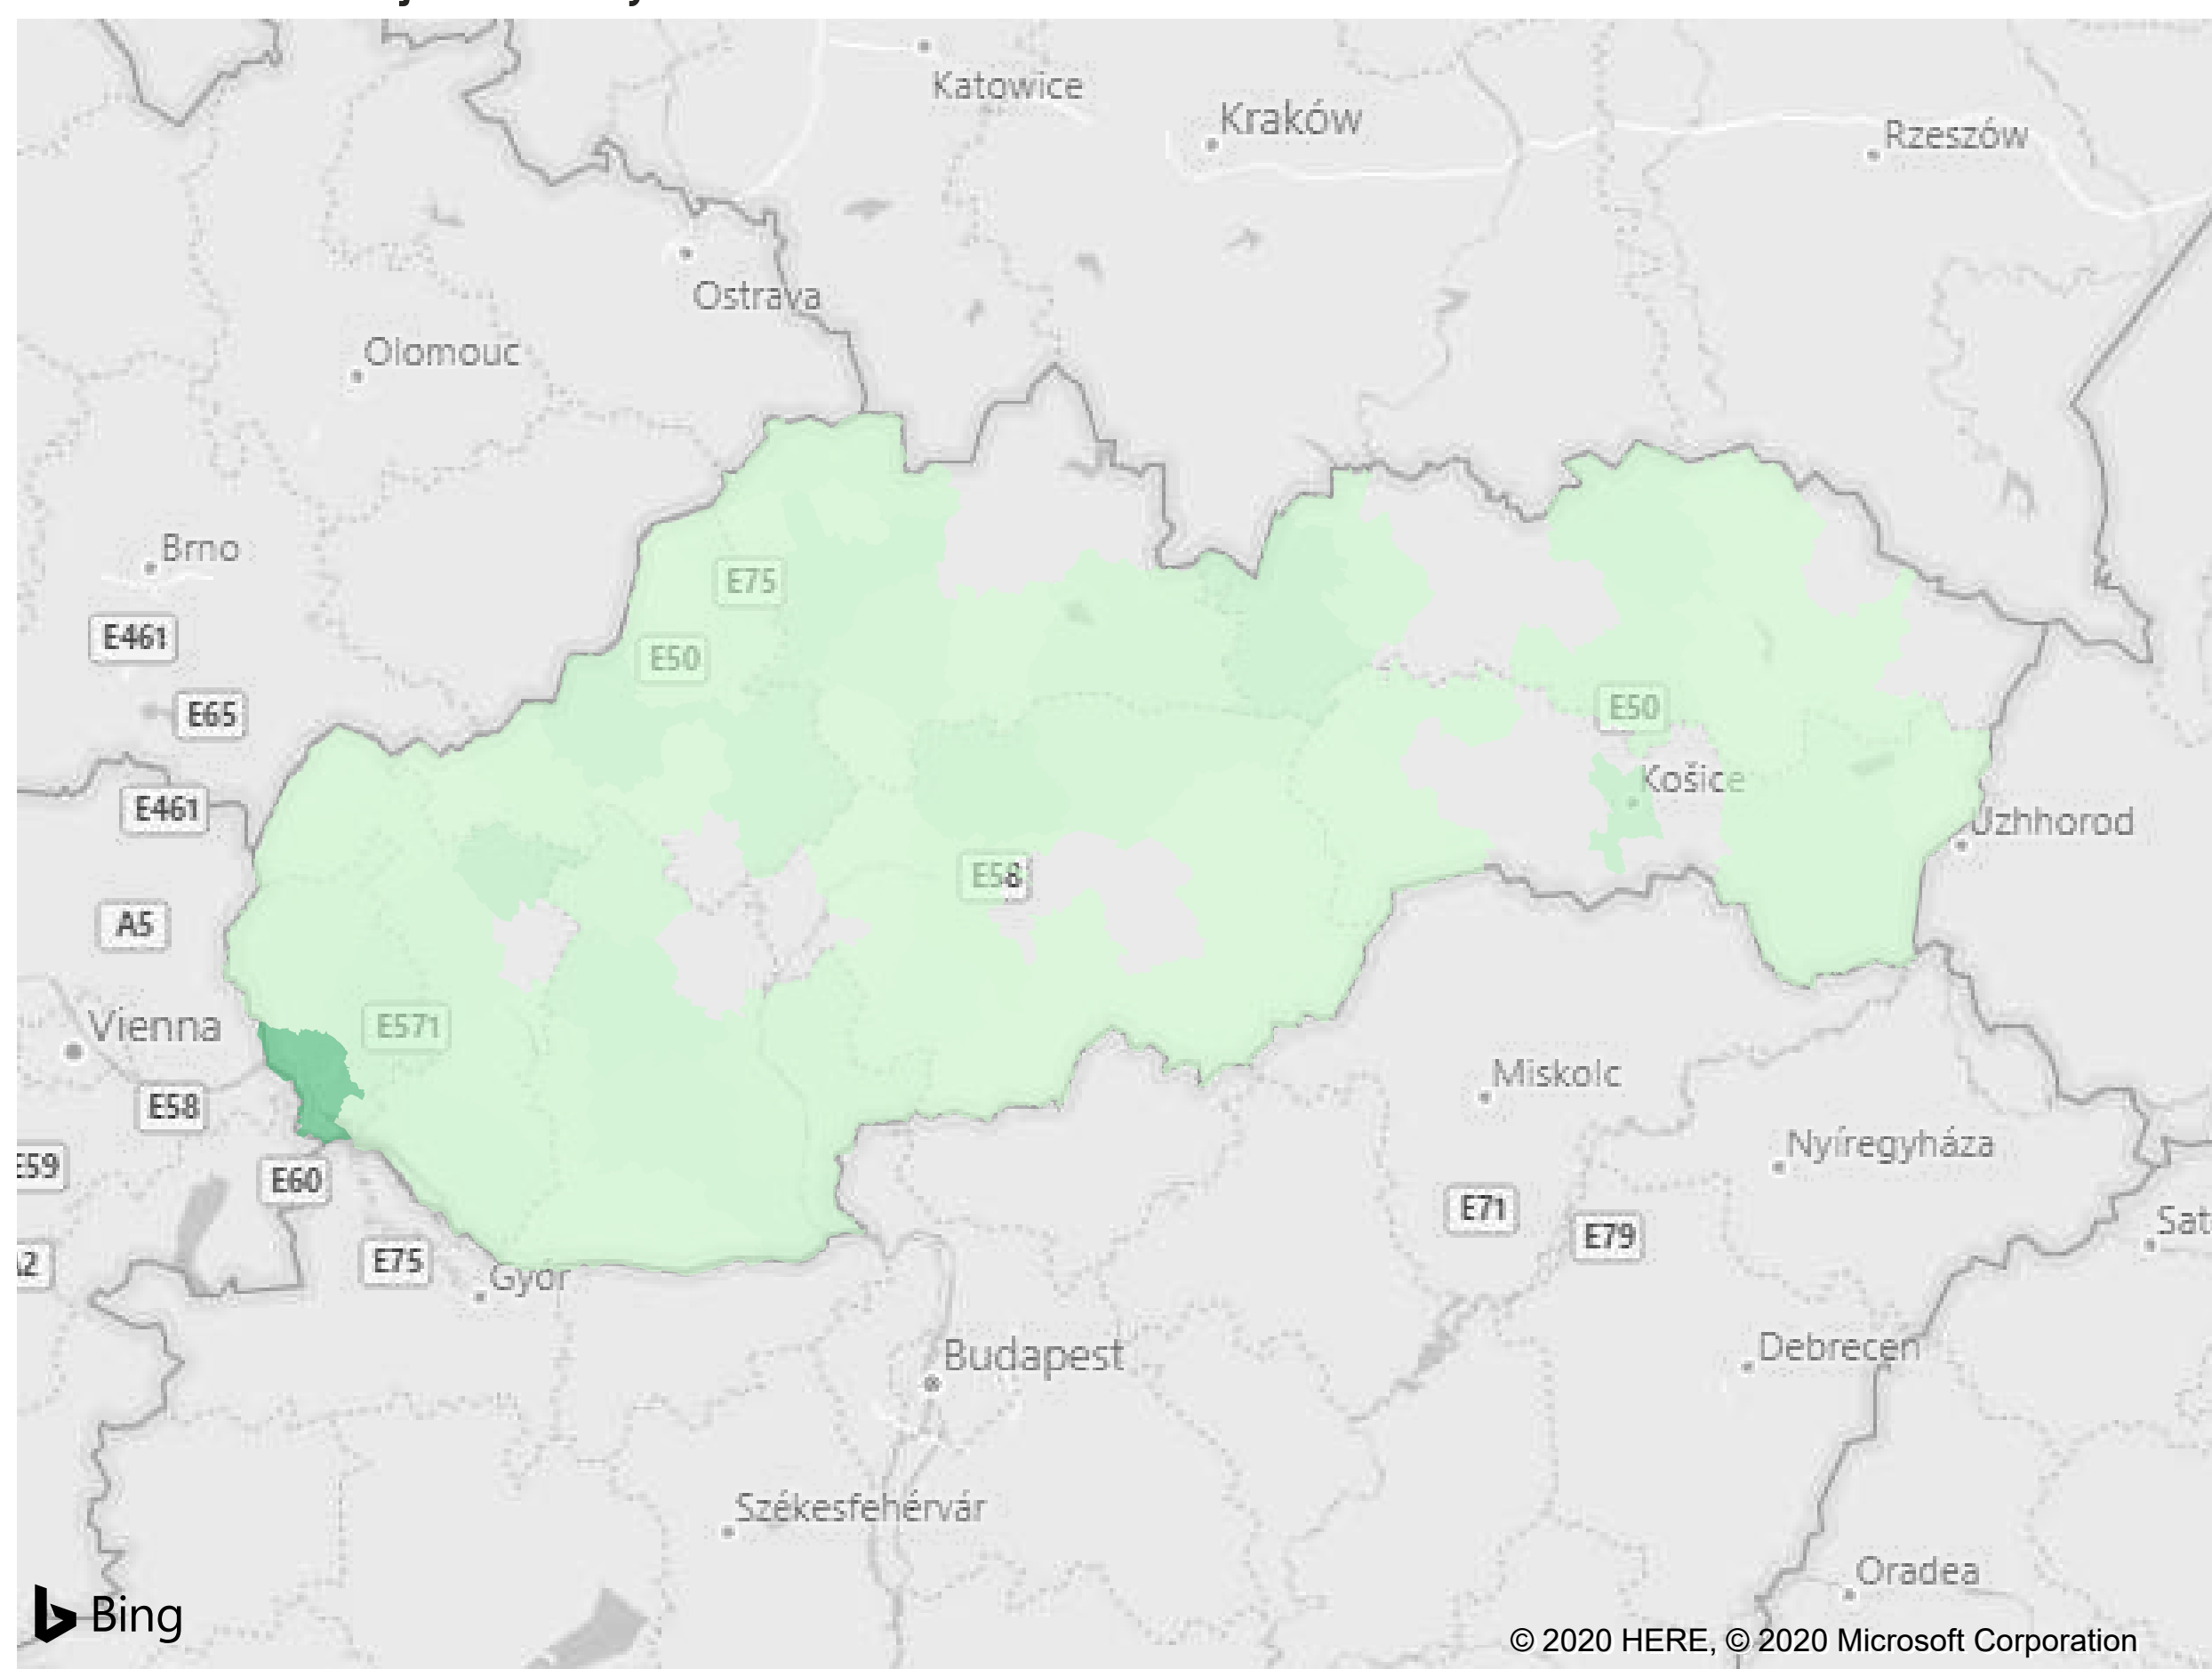 Katowice
Kraków
Rzeszów
Ostrava
Olomouc
Brno
E75
E461
E50
E65
E50
Košice
E461
Uzhhorod
E58
A5
Vienna
E571
Miskolc
E58
Nyíregyháza
E59
E60
E71
Sat
E79
E75
Győr
Debrecen
Budapest
Székesfehérvár
Oradea
Bing
© 2020 HERE, © 2020 Microsoft Corporation